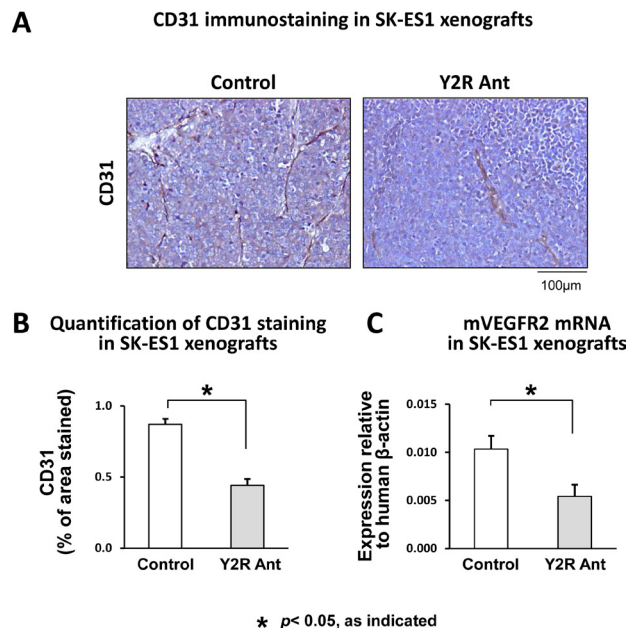 A
CD31 immunostaining in SK-ES1 xenografts
Control
Y2R Ant
CD31
100μm
B
Quantification of CD31 staining
in SK-ES1 xenografts
CD31
(% of area stained)
1.0
0.5
0.0
*
Control
Y2R Ant
C
mVEGFR2 mRNA
in SK-ES1 xenografts
Expression relative
to human β-actin
0.015
0.010
0.005
0.000
*
Control
Y2R Ant
* p< 0.05, as indicated